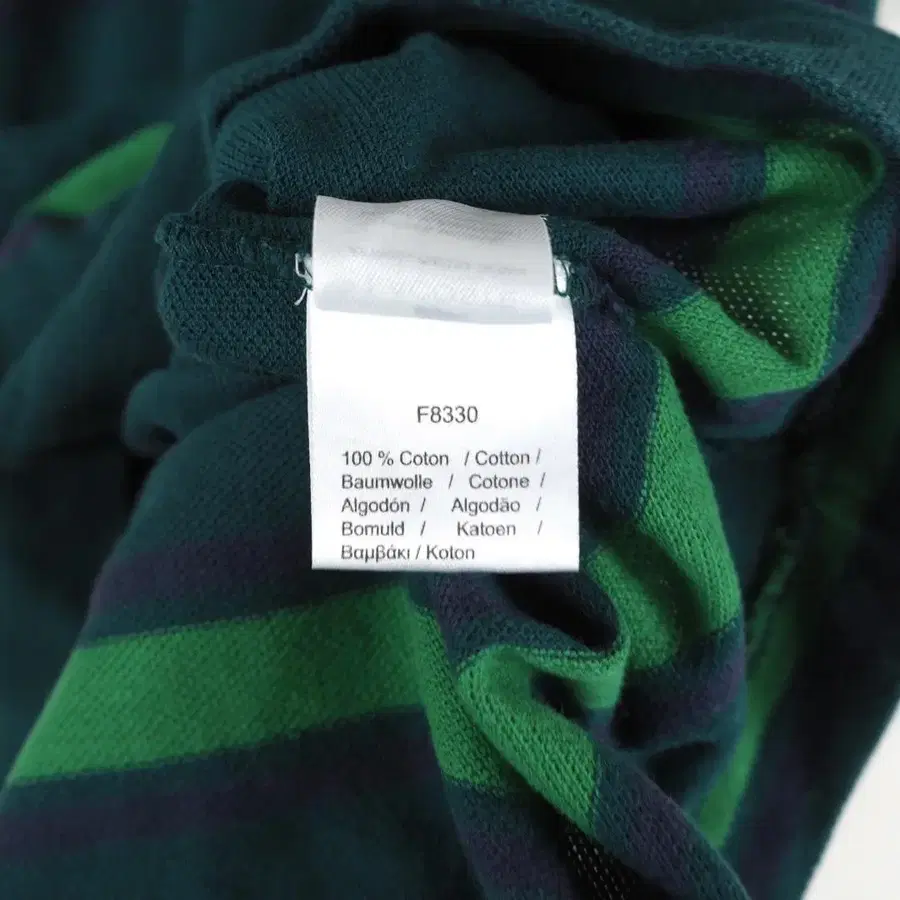 F8330
100 % Coton / Cotton /
Baumwolle / Cotone /
Algodón / Algodão /
Bomuld / Katoen /
Βαμβάκι / Koton